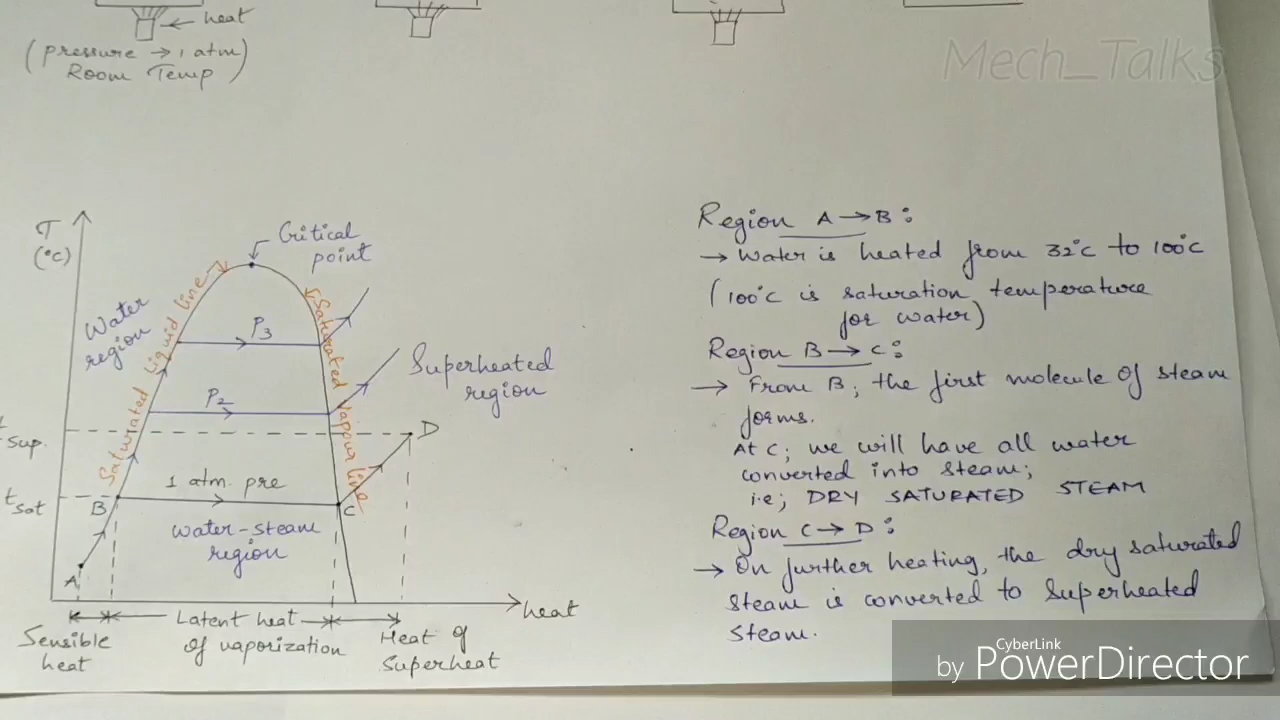 heat
(pressure → 1 atm)
Room Temp
Mech_Talks
T
(°C)
Critical
point
Water
region
Saturated Liquid line
Saturated Vapour line
P3
P2
Superheated
region
Sup.
D
tsat
B
1 atm. pre
C
Water-steam
region
A
heat
Sensible
heat
Latent heat
of vaporization
Heat of
Superheat
Region A → B :
→ Water is heated from 32°C to 100°C
(100°C is saturation temperature
for water)
Region B → C :
→ From B; the first molecule of steam
forms.
At C; we will have all water
converted into steam;
i.e; DRY SATURATED STEAM
Region C → D :
→ On further heating, the dry saturated
steam is converted to Superheated
steam.
CyberLink
by PowerDirector